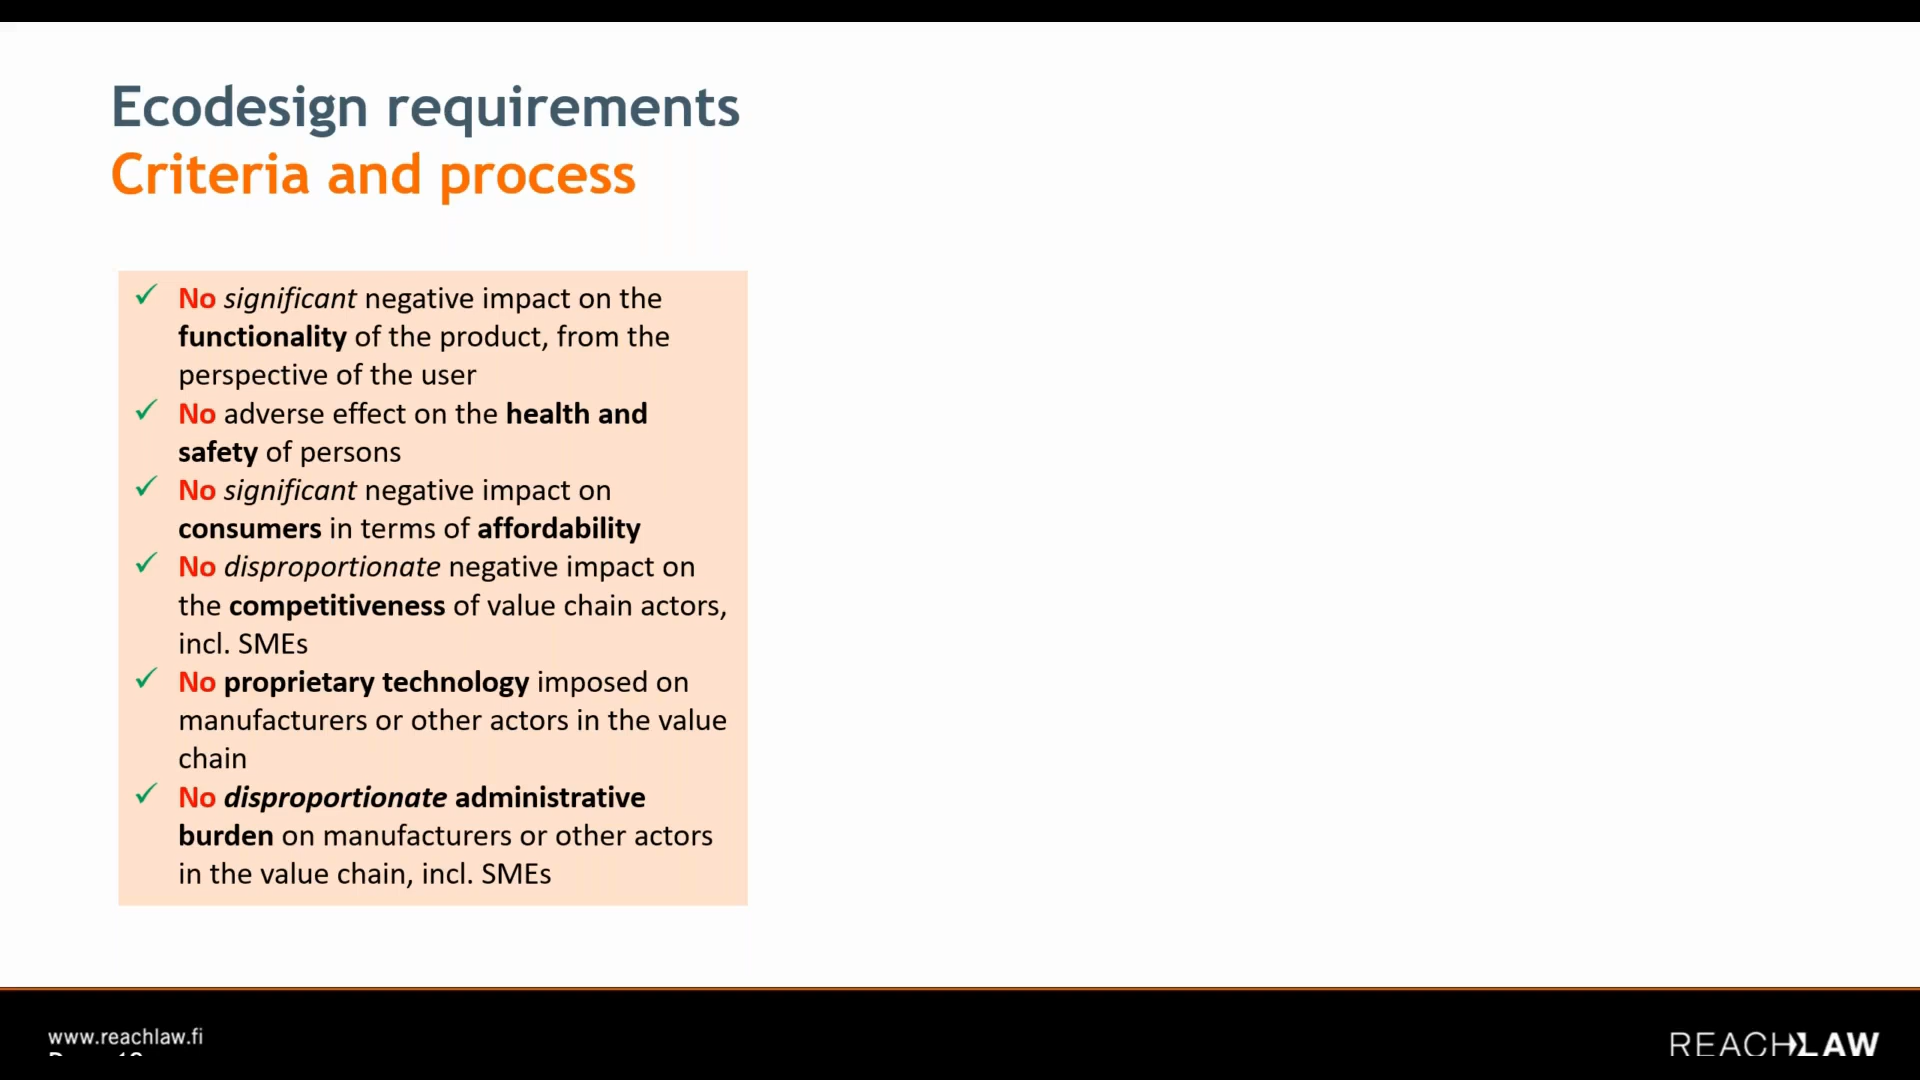 Ecodesign requirements
Criteria and process
✓ No significant negative impact on the
functionality of the product, from the
perspective of the user
✓ No adverse effect on the health and
safety of persons
✓ No significant negative impact on
consumers in terms of affordability
✓ No disproportionate negative impact on
the competitiveness of value chain actors,
incl. SMEs
✓ No proprietary technology imposed on
manufacturers or other actors in the value
chain
✓ No disproportionate administrative
burden on manufacturers or other actors
in the value chain, incl. SMEs
www.reachlaw.fi
REACHLAW